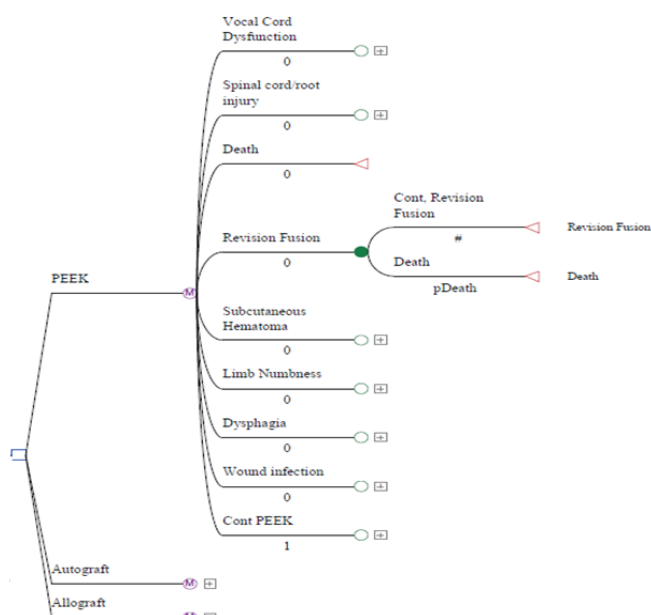 Vocal Cord
Dysfunction
0
Spinal cord/root
injury
0
Death
0
Cont, Revision
Fusion
#
Revision Fusion
Revision Fusion
0
Death
pDeath
Death
PEEK
M
Subcutaneous
Hematoma
0
Limb Numbness
0
Dysphagia
0
Wound infection
0
Cont PEEK
1
Autograft
M
Allograft
M